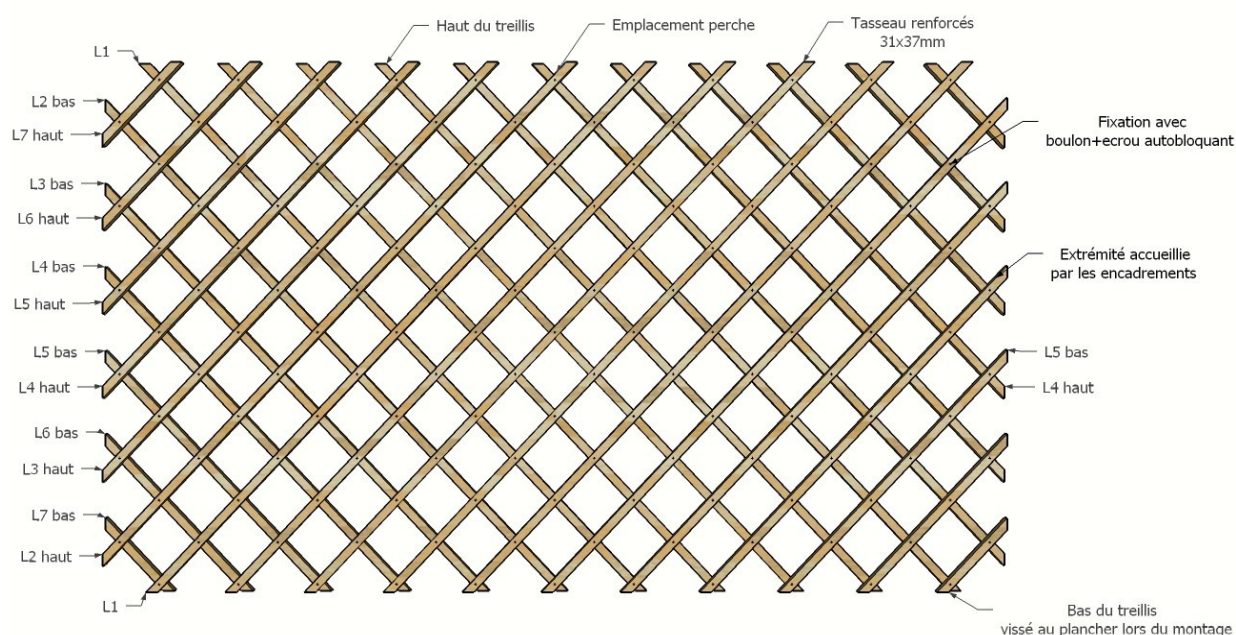 Haut du treillis
Emplacement perche
Tasseau renforcés
31x37mm
L1
L2 bas
L7 haut
Fixation avec
boulon+ecrou autobloquant
L3 bas
L6 haut
L4 bas
L5 haut
Extrémité accueillie
par les encadrements
L5 bas
L4 haut
L5 bas
L4 haut
L6 bas
L3 haut
L7 bas
L2 haut
L1
Bas du treillis
vissé au plancher lors du montage